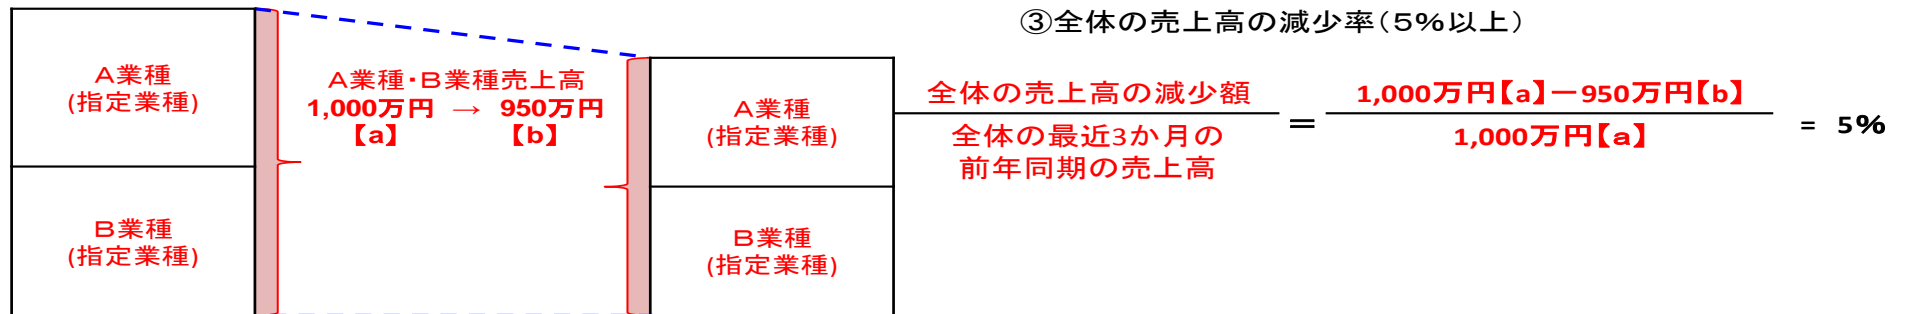 ③全体の売上高の減少率(5%以上)
A業種
(指定業種)
B業種
(指定業種)
A業種・B業種売上高
1,000万円 → 950万円
【a】 【b】
A業種
(指定業種)
B業種
(指定業種)
全体の売上高の減少額
全体の最近3か月の
前年同期の売上高
=
1,000万円【a】－950万円【b】
1,000万円【a】
= 5%